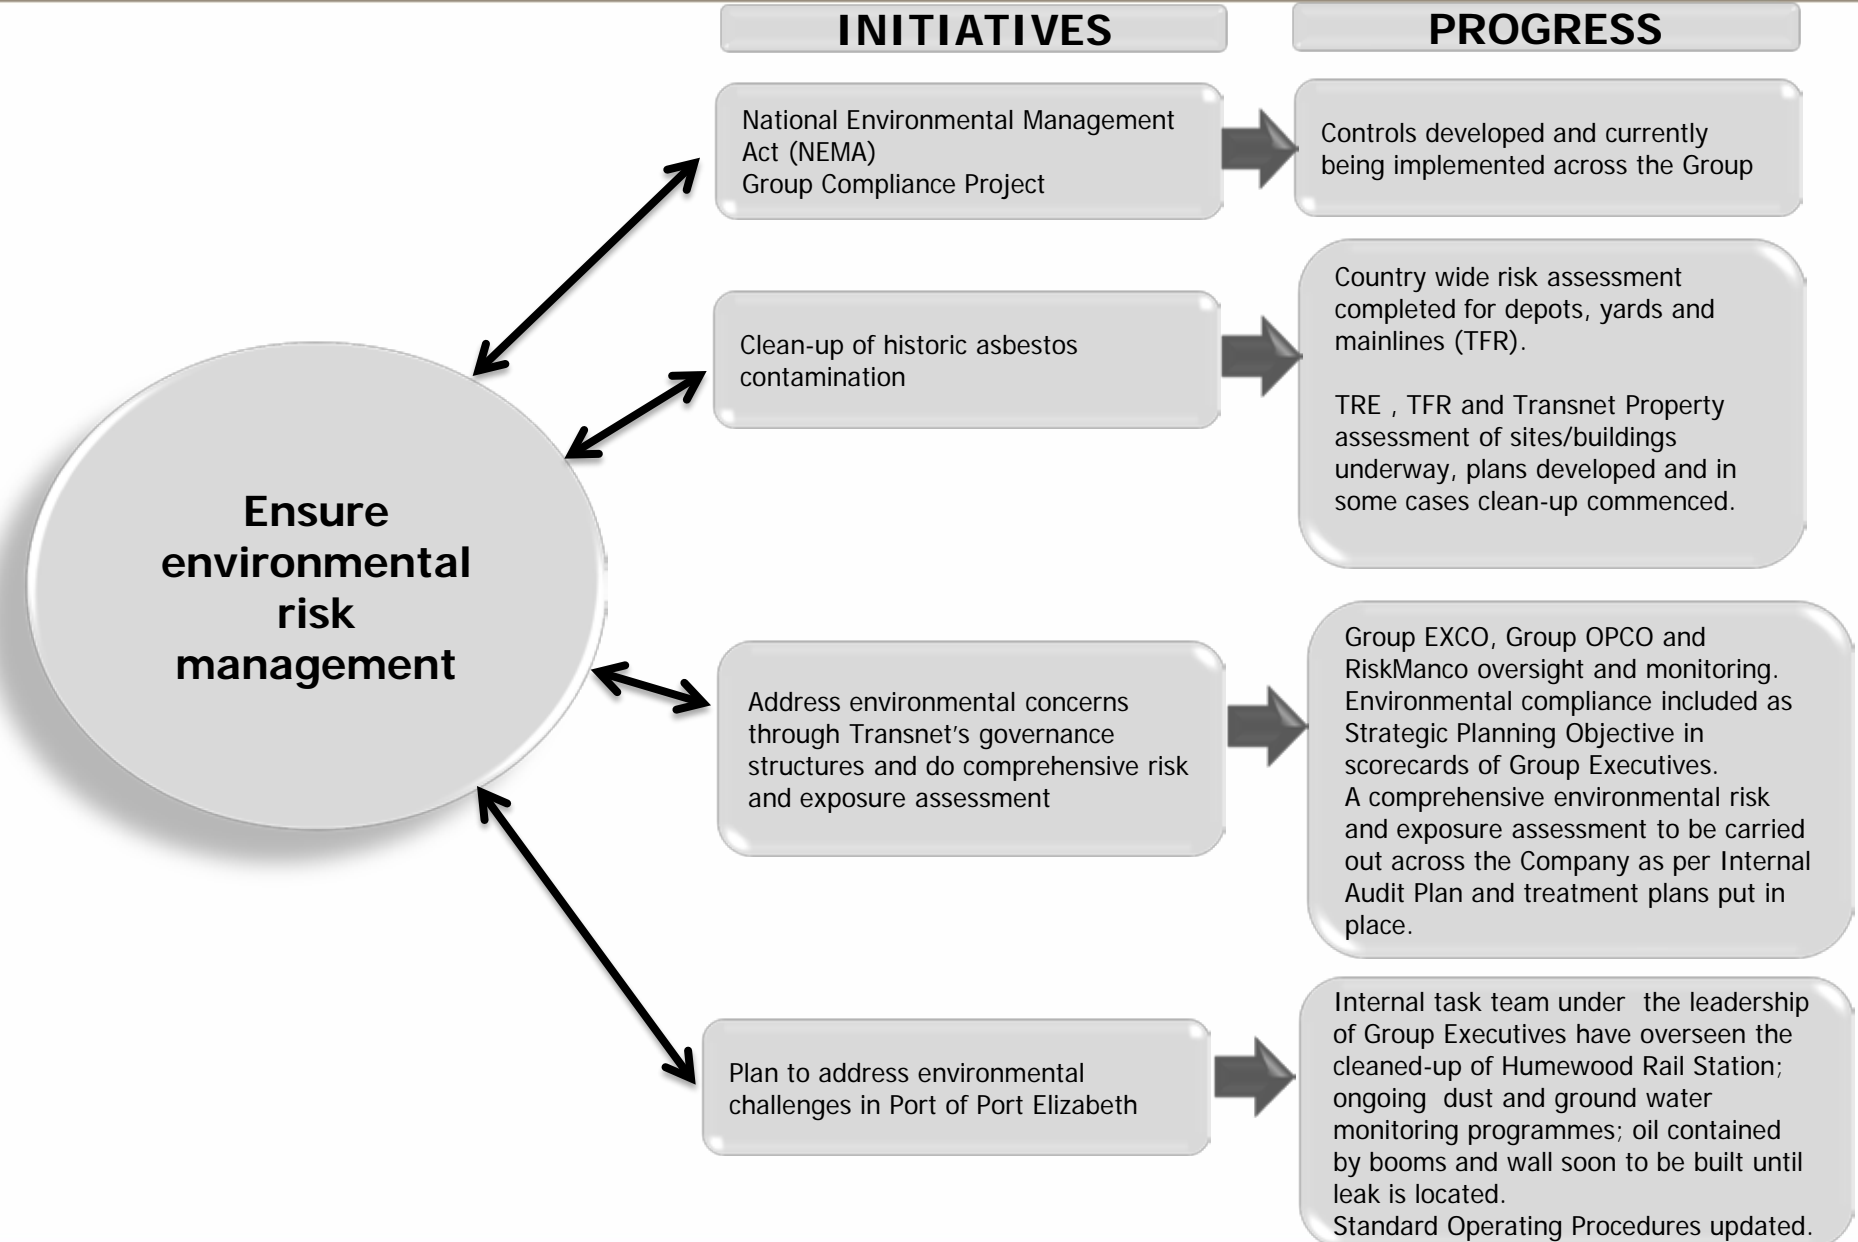 INITIATIVES
PROGRESS
Ensure
environmental
risk
management
National Environmental Management
Act (NEMA)
Group Compliance Project
Controls developed and currently
being implemented across the Group
Clean-up of historic asbestos
contamination
Country wide risk assessment
completed for depots, yards and
mainlines (TFR).
TRE , TFR and Transnet Property
assessment of sites/buildings
underway, plans developed and in
some cases clean-up commenced.
Address environmental concerns
through Transnet's governance
structures and do comprehensive risk
and exposure assessment
Group EXCO, Group OPCO and
RiskManco oversight and monitoring.
Environmental compliance included as
Strategic Planning Objective in
scorecards of Group Executives.
A comprehensive environmental risk
and exposure assessment to be carried
out across the Company as per Internal
Audit Plan and treatment plans put in
place.
Plan to address environmental
challenges in Port of Port Elizabeth
Internal task team under  the leadership
of Group Executives have overseen the
cleaned-up of Humewood Rail Station;
ongoing  dust and ground water
monitoring programmes; oil contained
by booms and wall soon to be built until
leak is located.
Standard Operating Procedures updated.